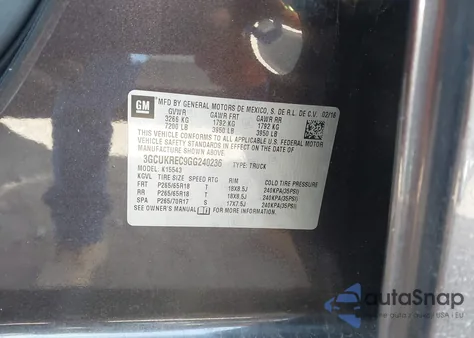 GM
MFD BY GENERAL MOTORS DE MEXICO, S. DE R.L. DE C.V. 02/16
GVWR GAWR FRT GAWR RR
3266 KG 1792 KG 1792 KG
7200 LB 3950 LB 3950 LB
THIS VEHICLE CONFORMS TO ALL APPLICABLE U.S. FEDERAL MOTOR
VEHICLE SAFETY STANDARDS IN EFFECT ON THE DATE OF
MANUFACTURE SHOWN ABOVE.
3GCUKREC9GG240236 TYPE: TRUCK
MODEL: K15543
KGVL TIRE SIZE SPEED RTG RIM COLD TIRE PRESSURE
FRT P265/65R18 T 18X8.5J 240KPA(35PSI)
RR P265/65R18 T 18X8.5J 240KPA(35PSI)
SPA P265/70R17 S 17X7.5J 240KPA(35PSI)
SEE OWNER'S MANUAL FOR ADDITIONAL INFORMATION.
autoSnap